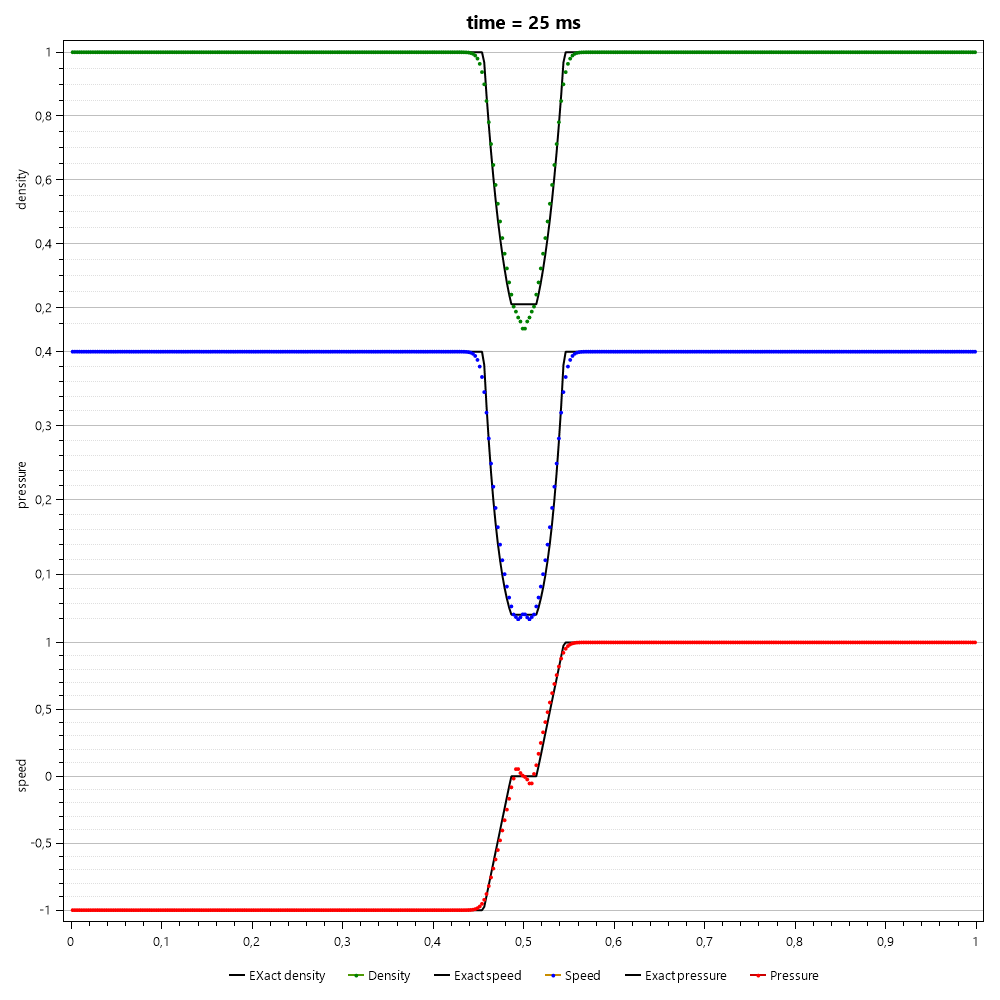 time = 25 ms
density
1
0,8
0,6
0,4
0,2
pressure
0,4
0,3
0,2
0,1
speed
1
0,5
0
-0,5
-1
0 0,1 0,2 0,3 0,4 0,5 0,6 0,7 0,8 0,9 1
EXact density Density Exact speed Speed Exact pressure Pressure